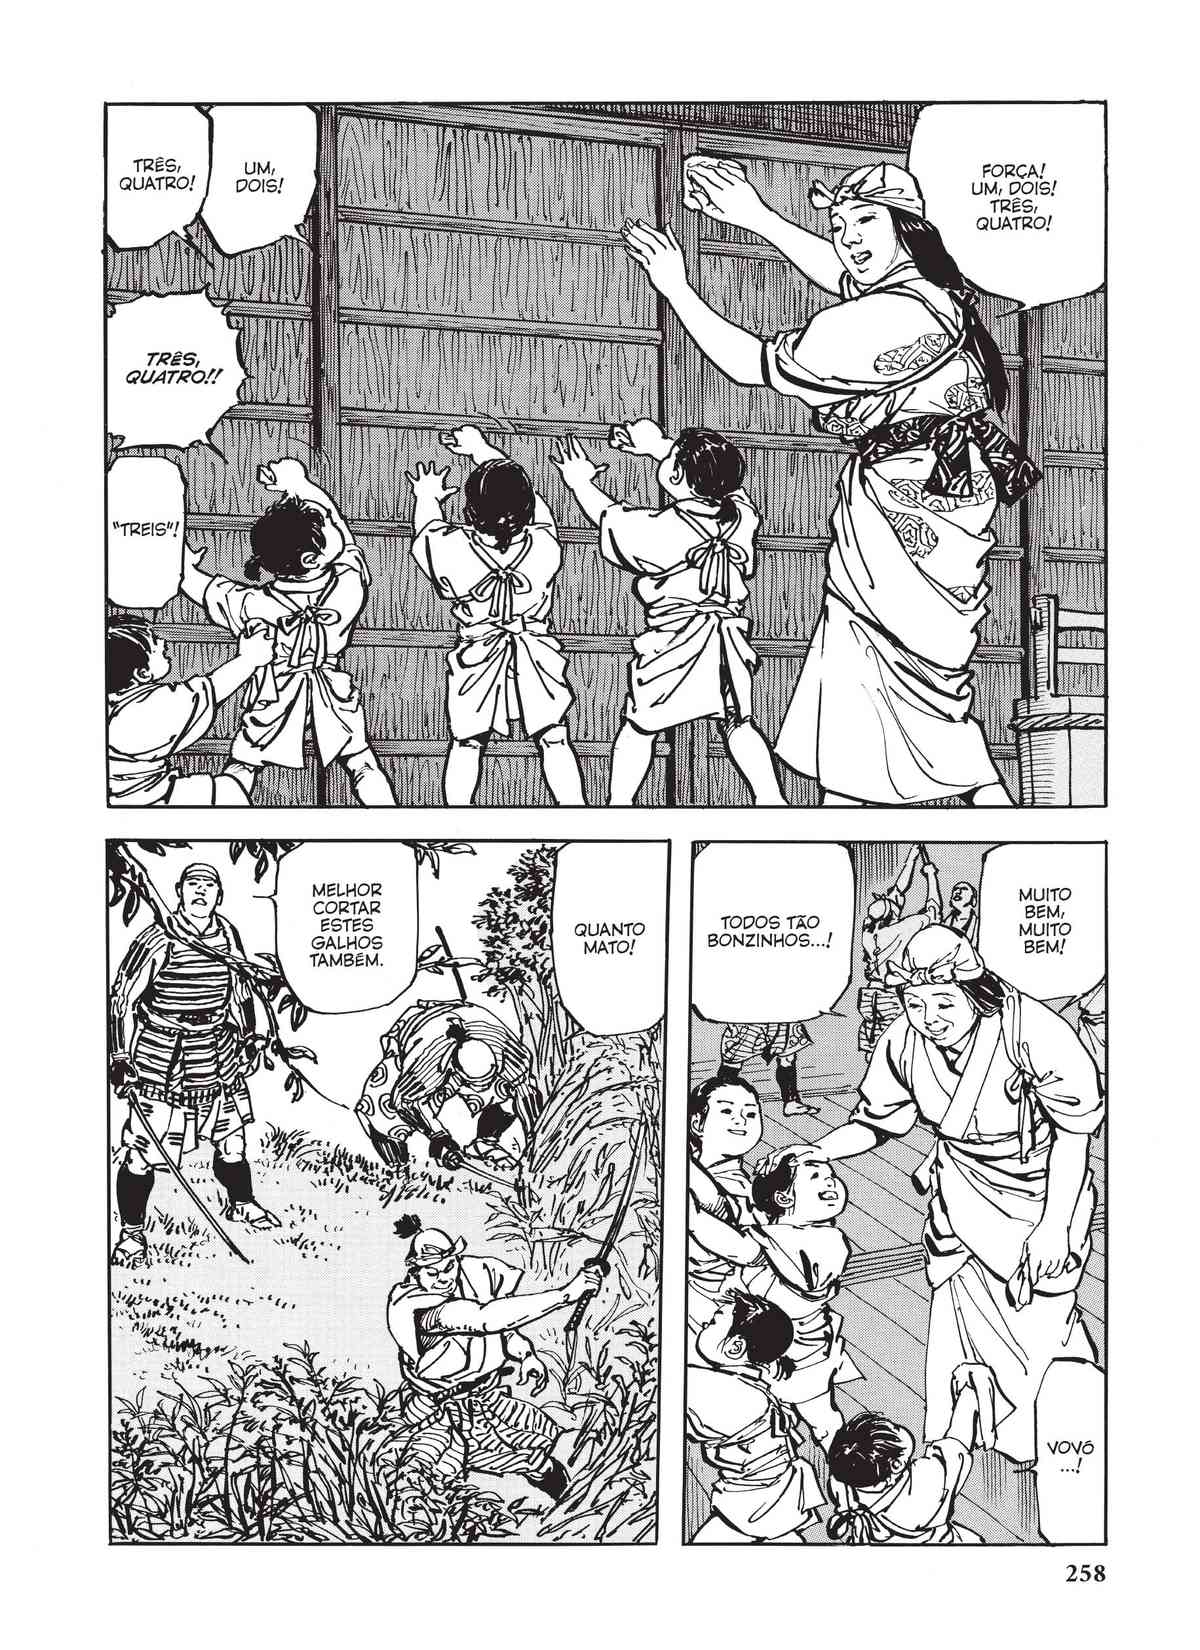 FORÇA!
UM, DOIS!
TRÊS,
QUATRO!
UM,
DOIS!
TRÊS,
QUATRO!
TRÊS,
QUATRO!!
"TREIS"!
MUITO
BEM,
MUITO
BEM!
TODOS TÃO
BONZINHOS...!
VOVÓ
...!
QUANTO
MATO!
MELHOR
CORTAR
ESTES
GALHOS
TAMBÉM.
258